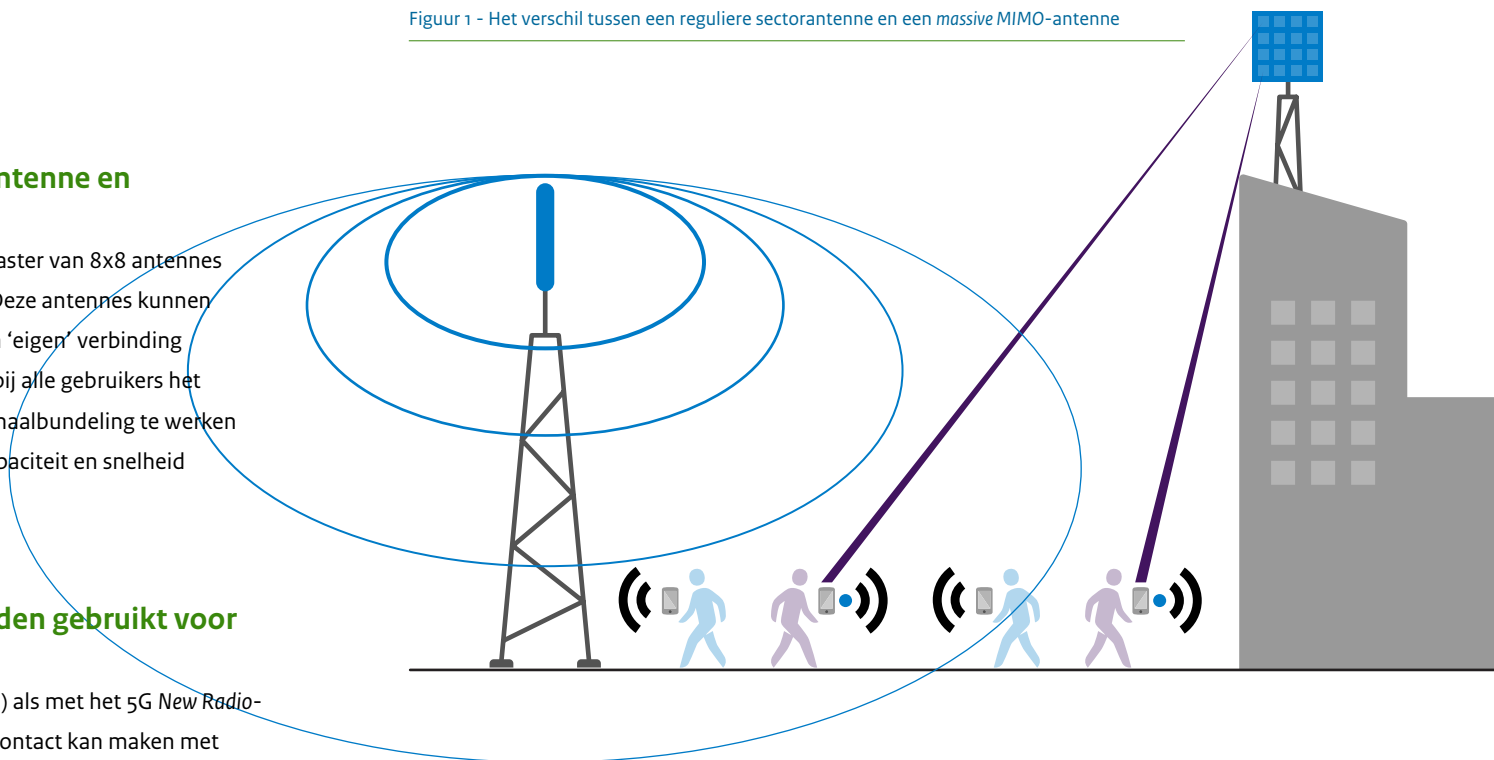 Figuur 1 - Het verschil tussen een reguliere sectorantenne en een massive MIMO-antenne
ntenne en
aster van 8x8 antennes
Deze antennes kunnen
‘eigen’ verbinding
bij alle gebruikers het
haalbundeling te werken
paciteit en snelheid
den gebruikt voor
) als met het 5G New Radio-
ontact kan maken met